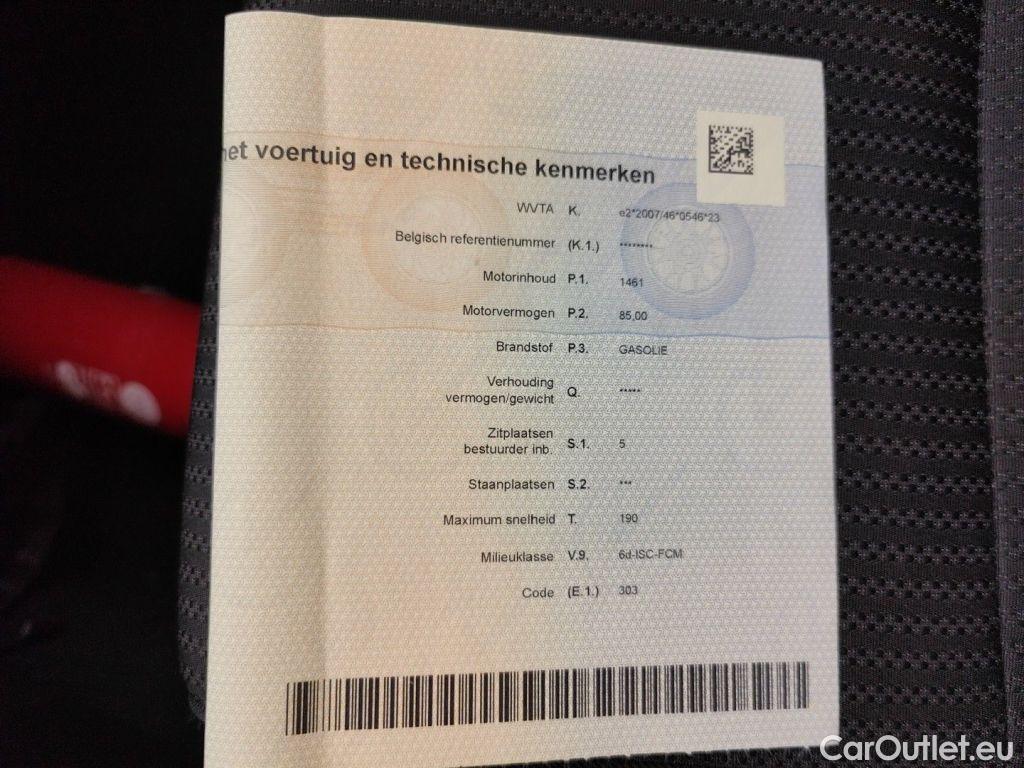 het voertuig en technische kenmerken
WVTA K. e2*2007/46*0546*23
Belgisch referentienummer (K.1.) ********
Motorinhoud P.1. 1461
Motorvermogen P.2. 85,00
Brandstof P.3. GASOLIE
Verhouding
vermogen/gewicht Q. *****
Zitplaatsen
bestuurder inb. S.1. 5
Staanplaatsen S.2. ***
Maximum snelheid T. 190
Milieuklasse V.9. 6d-ISC-FCM
Code (E.1.) 303
CarOutlet.eu